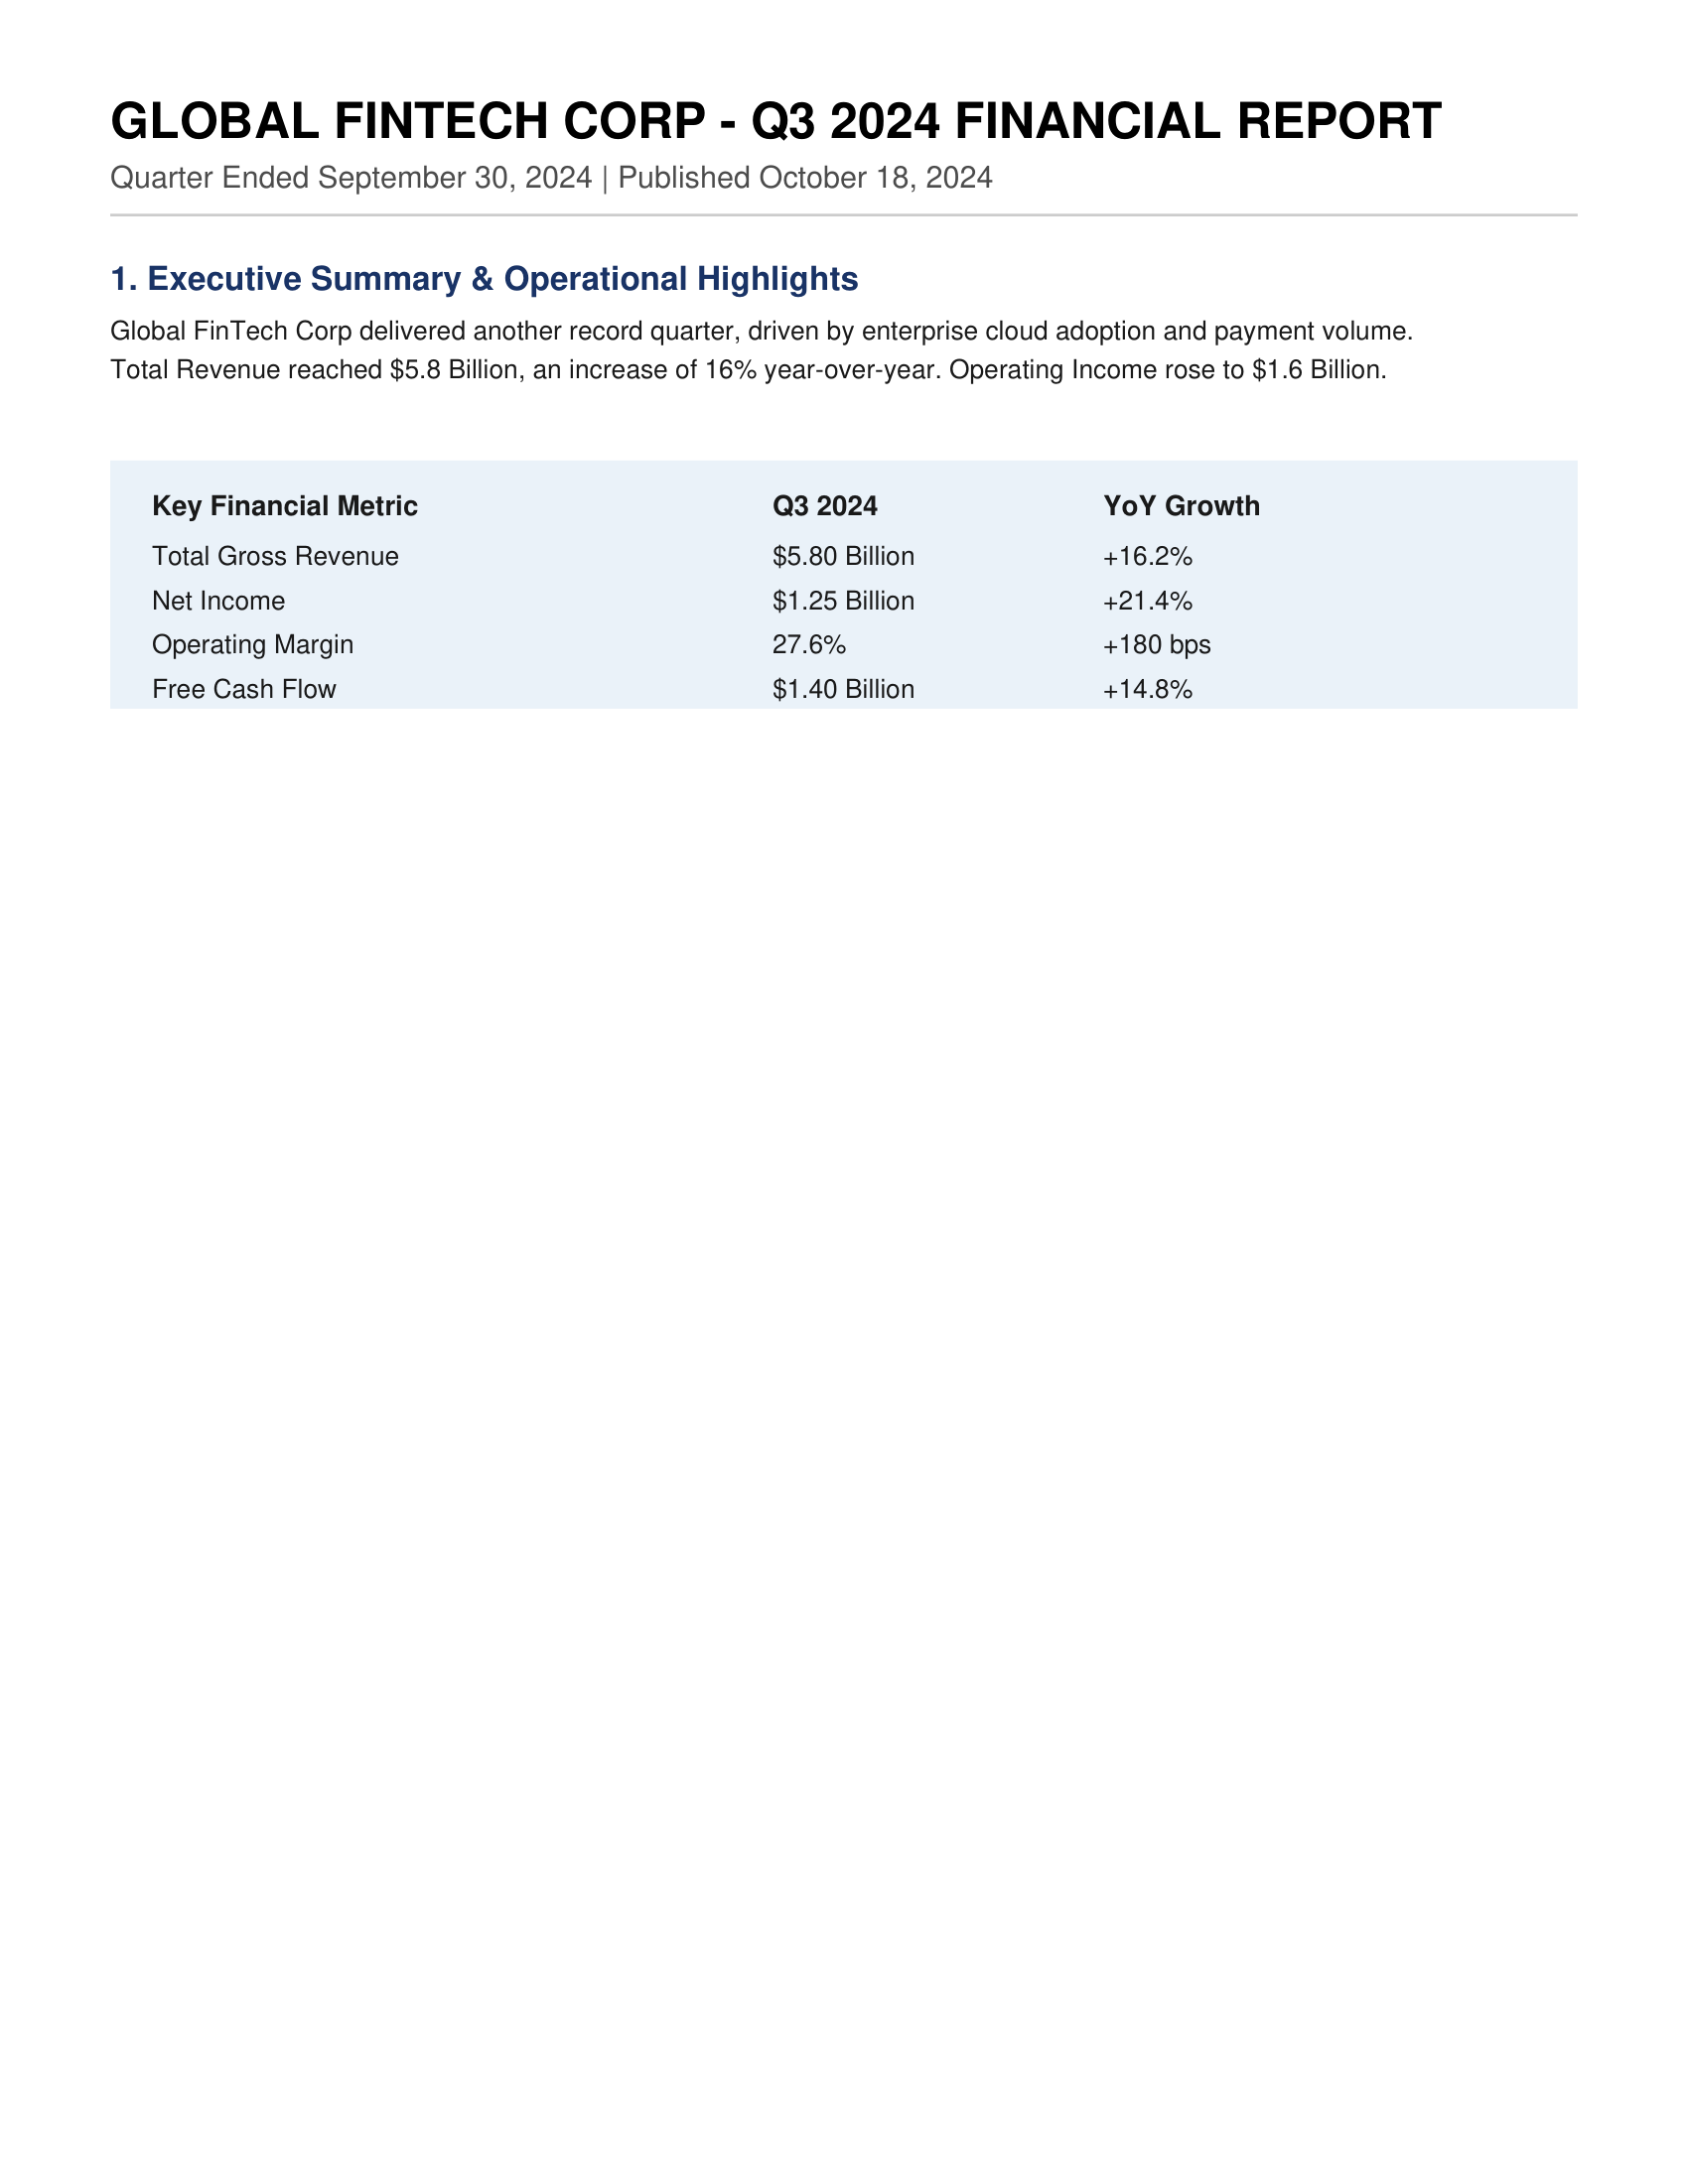 GLOBAL FINTECH CORP - Q3 2024 FINANCIAL REPORT
Quarter Ended September 30, 2024 | Published October 18, 2024
1. Executive Summary & Operational Highlights
Global FinTech Corp delivered another record quarter, driven by enterprise cloud adoption and payment volume.
Total Revenue reached $5.8 Billion, an increase of 16% year-over-year. Operating Income rose to $1.6 Billion.
Key Financial Metric Q3 2024 YoY Growth
Total Gross Revenue $5.80 Billion +16.2%
Net Income $1.25 Billion +21.4%
Operating Margin 27.6% +180 bps
Free Cash Flow $1.40 Billion +14.8%